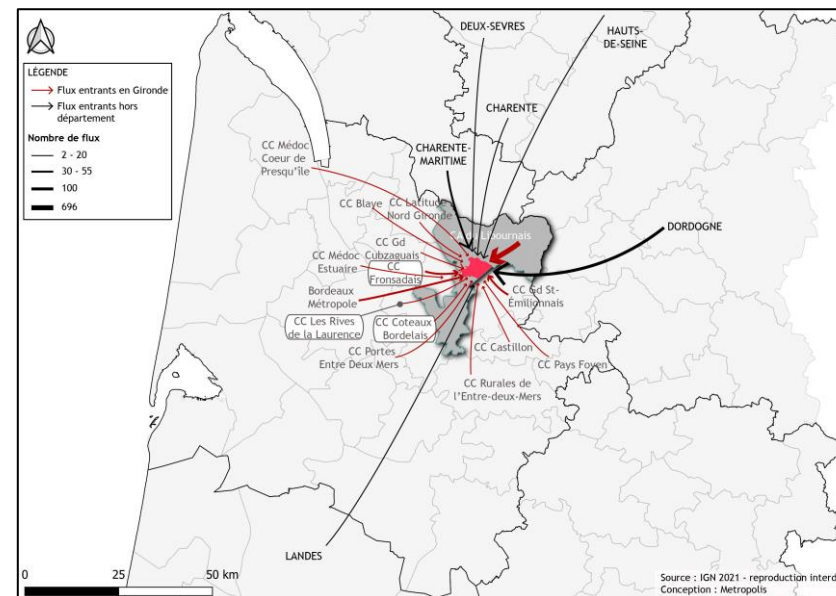 LÉGENDE
Flux entrants en Gironde
Flux entrants hors
département
Nombre de flux
2 - 20
30 - 55
100
696
DEUX-SEVRES
HAUTS-
DE-SEINE
CHARENTE
CHARENTE-
MARITIME
CC Médoc
Coeur de
Presqu'île
CC Blaye
CC Latitude
Nord Gironde
CA du Libournais
DORDOGNE
CC Gd
Cubzaguais
CC Médoc
Estuaire
CC
Fronsadais
Bordeaux
Métropole
CC Gd St-
Émilionnais
CC Les Rives
de la Laurence
CC Coteaux
Bordelais
CC Portes
Entre Deux Mers
CC Castillon
CC Pays Foyen
CC Rurales de
l'Entre-deux-Mers
LANDES
0 25 50 km
Source : IGN 2021 - reproduction interd
Conception : Metropolis